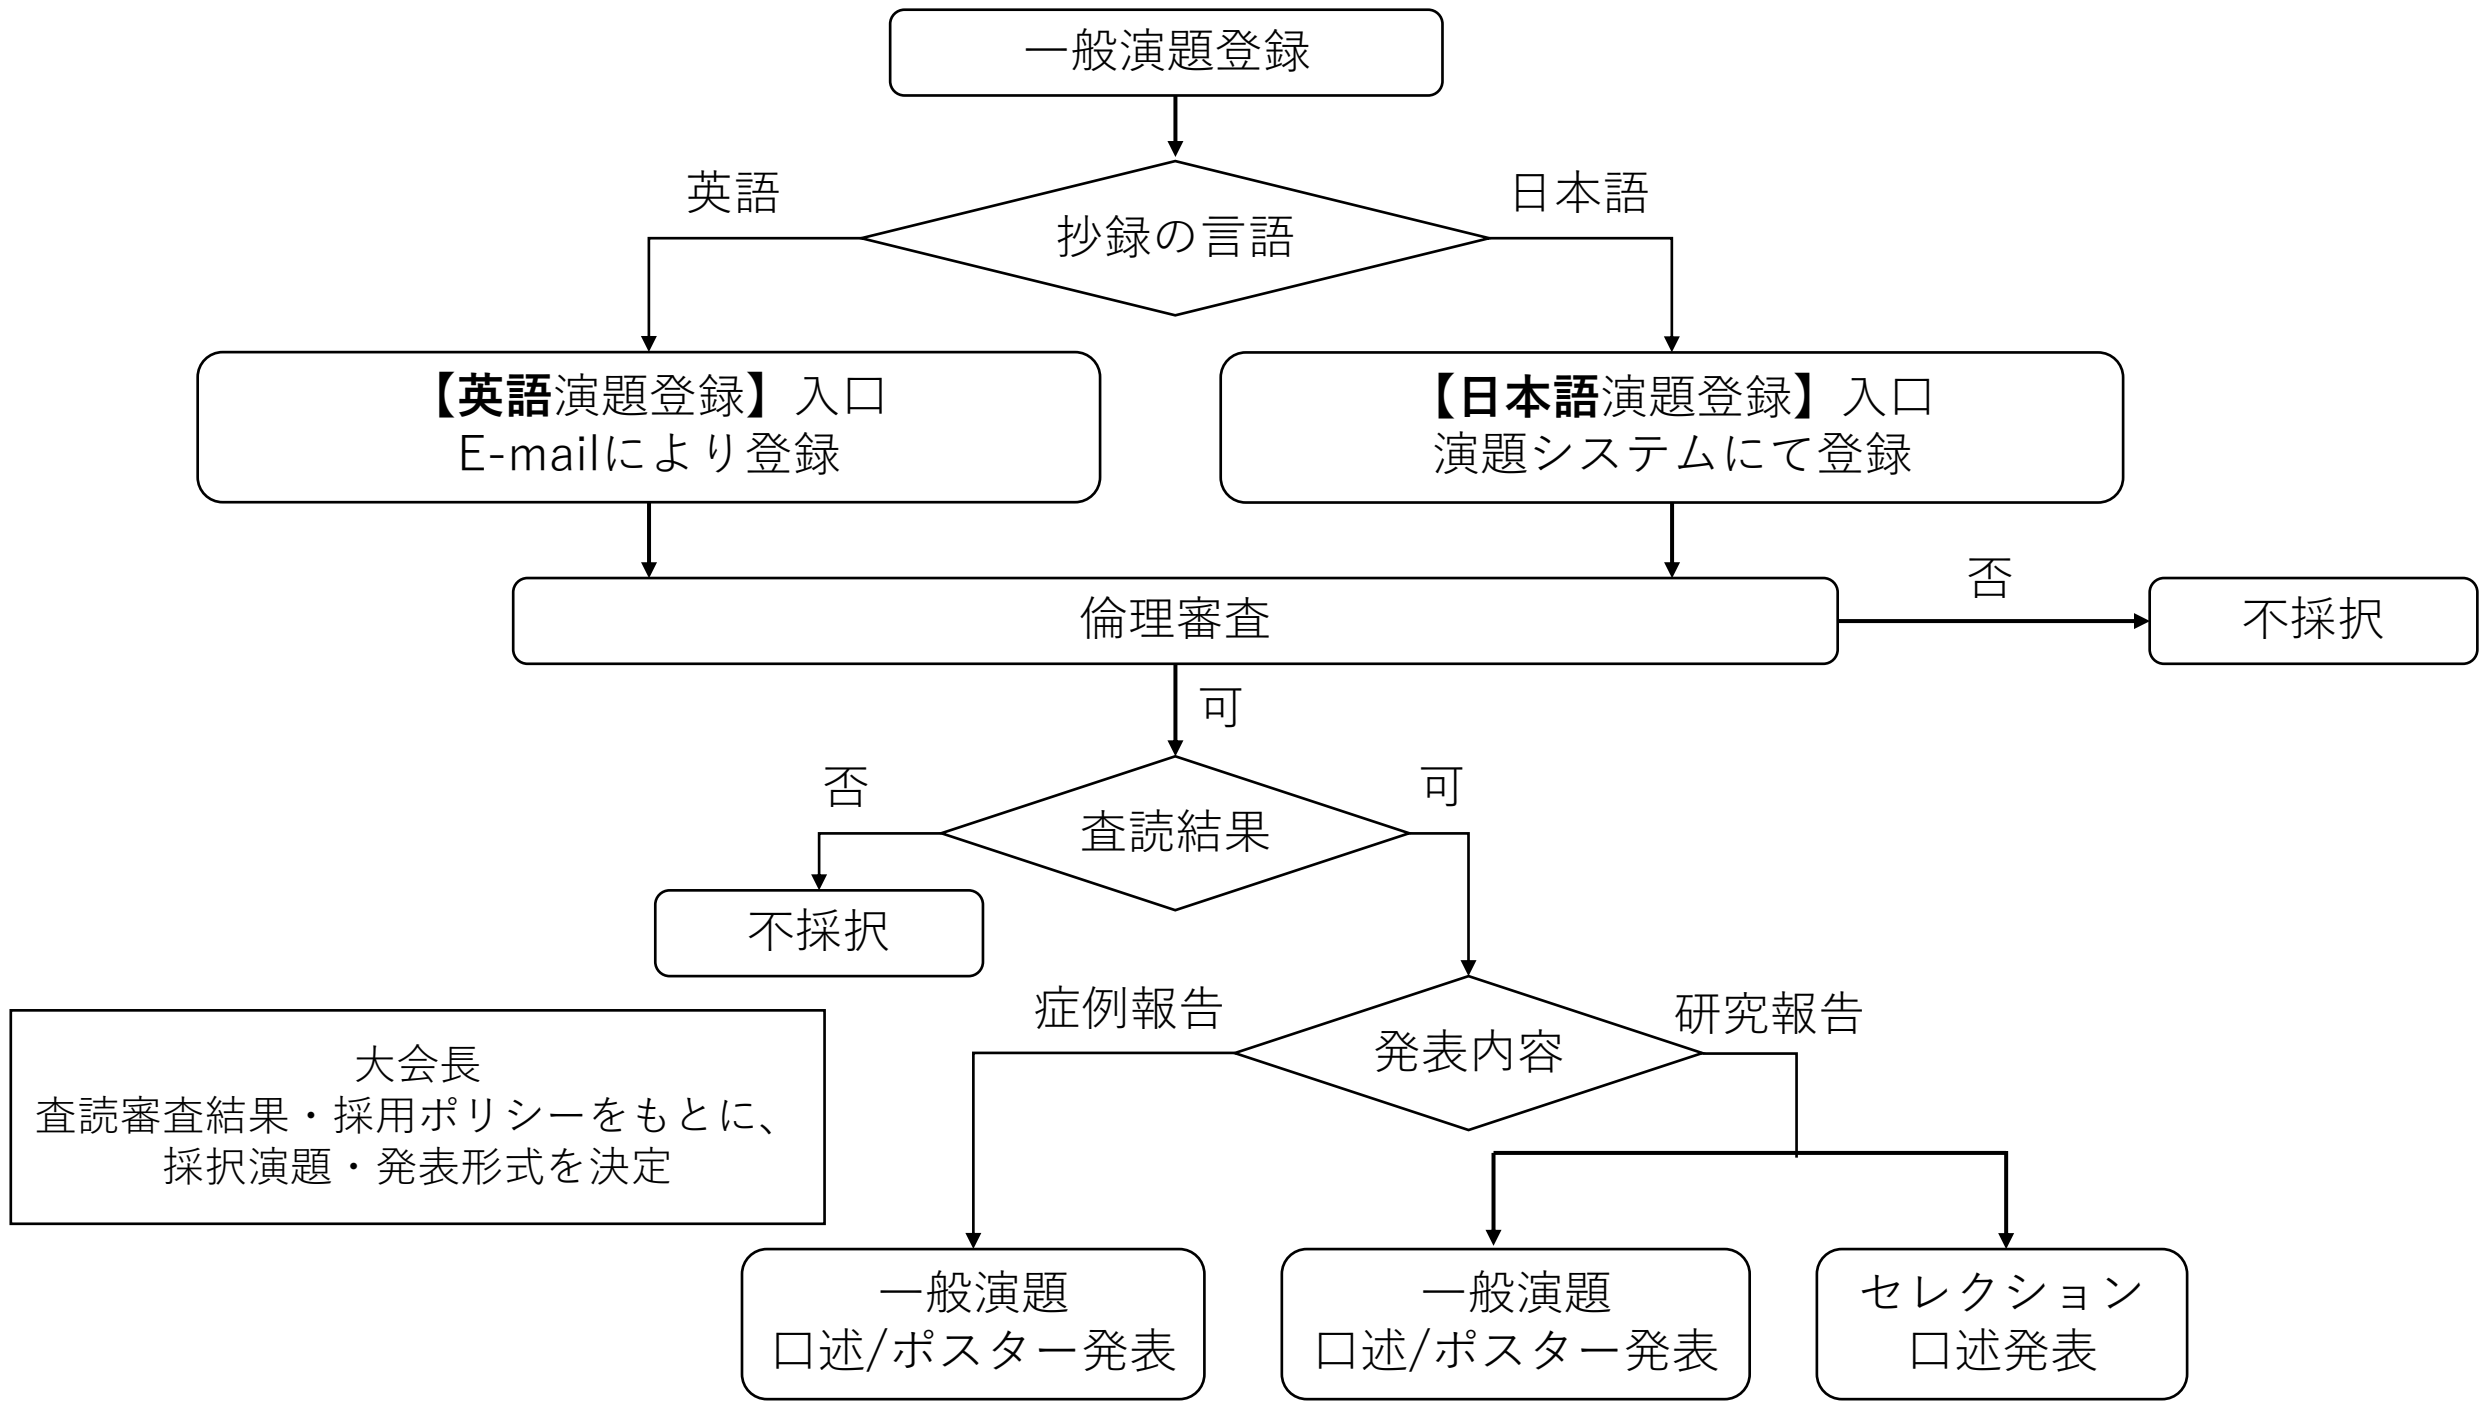 一般演題登録
英語
日本語
抄録の言語
【英語演題登録】入口
E-mailにより登録
【日本語演題登録】入口
演題システムにて登録
倫理審査
否
不採択
可
否
可
査読結果
不採択
症例報告
研究報告
発表内容
大会長
査読審査結果・採用ポリシーをもとに、
採択演題・発表形式を決定
一般演題
口述/ポスター発表
一般演題
口述/ポスター発表
セレクション
口述発表